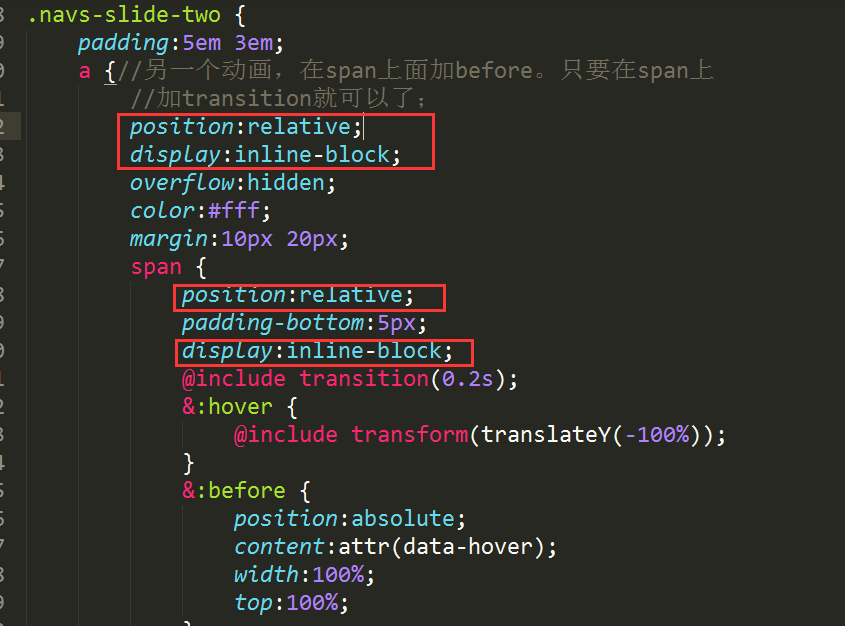 .navs-slide-two {
padding:5em 3em;
a {//另一个动画，在span上面加before。只要在span上
//加transition就可以了；
position:relative;
display:inline-block;
overflow:hidden;
color:#fff;
margin:10px 20px;
span {
position:relative;
padding-bottom:5px;
display:inline-block;
@include transition(0.2s);
&:hover {
@include transform(translateY(-100%));
}
&:before {
position:absolute;
content:attr(data-hover);
width:100%;
top:100%;
}